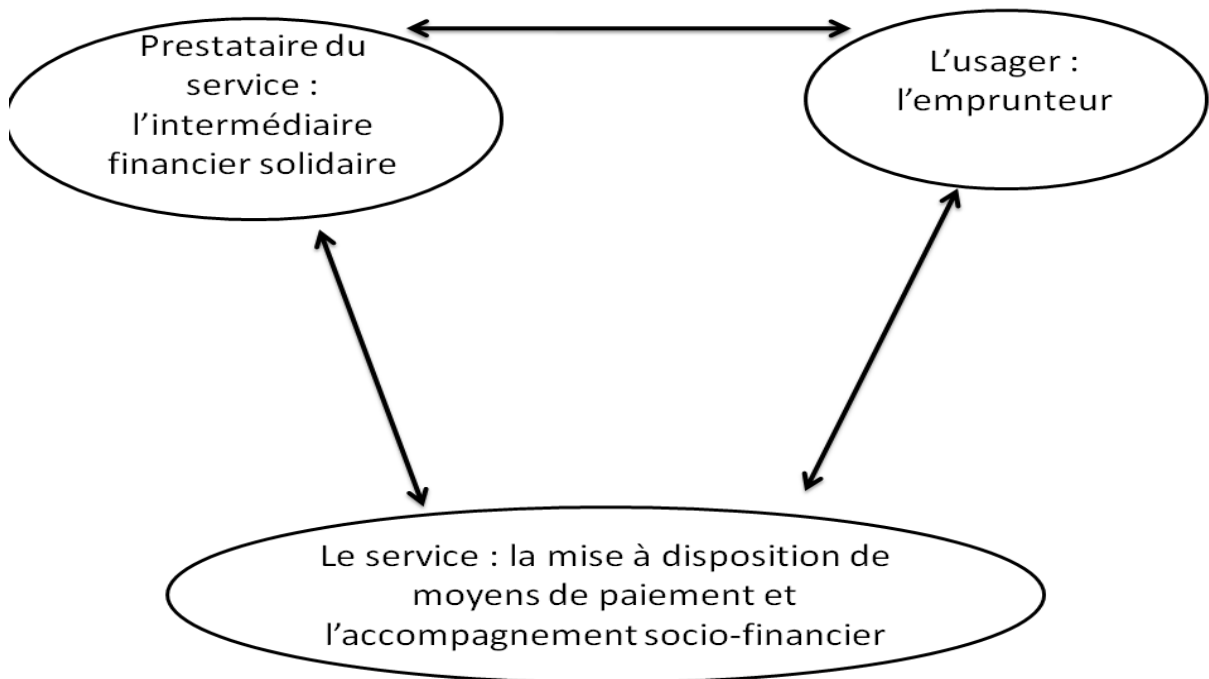 Prestataire du
service :
l’intermédiaire
financier solidaire
L’usager :
l’emprunteur
Le service : la mise à disposition de
moyens de paiement et
l’accompagnement socio-financier